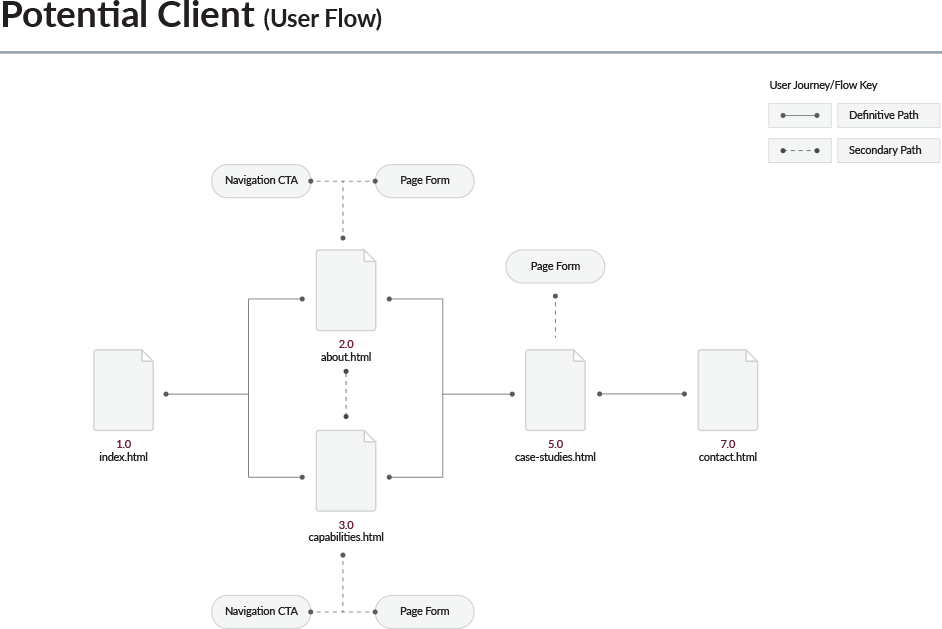 Potential Client (User Flow)
User Journey/Flow Key
Definitive Path
Secondary Path
Navigation CTA
Page Form
Page Form
2.0
about.html
1.0
index.html
5.0
case-studies.html
7.0
contact.html
3.0
capabilities.html
Navigation CTA
Page Form